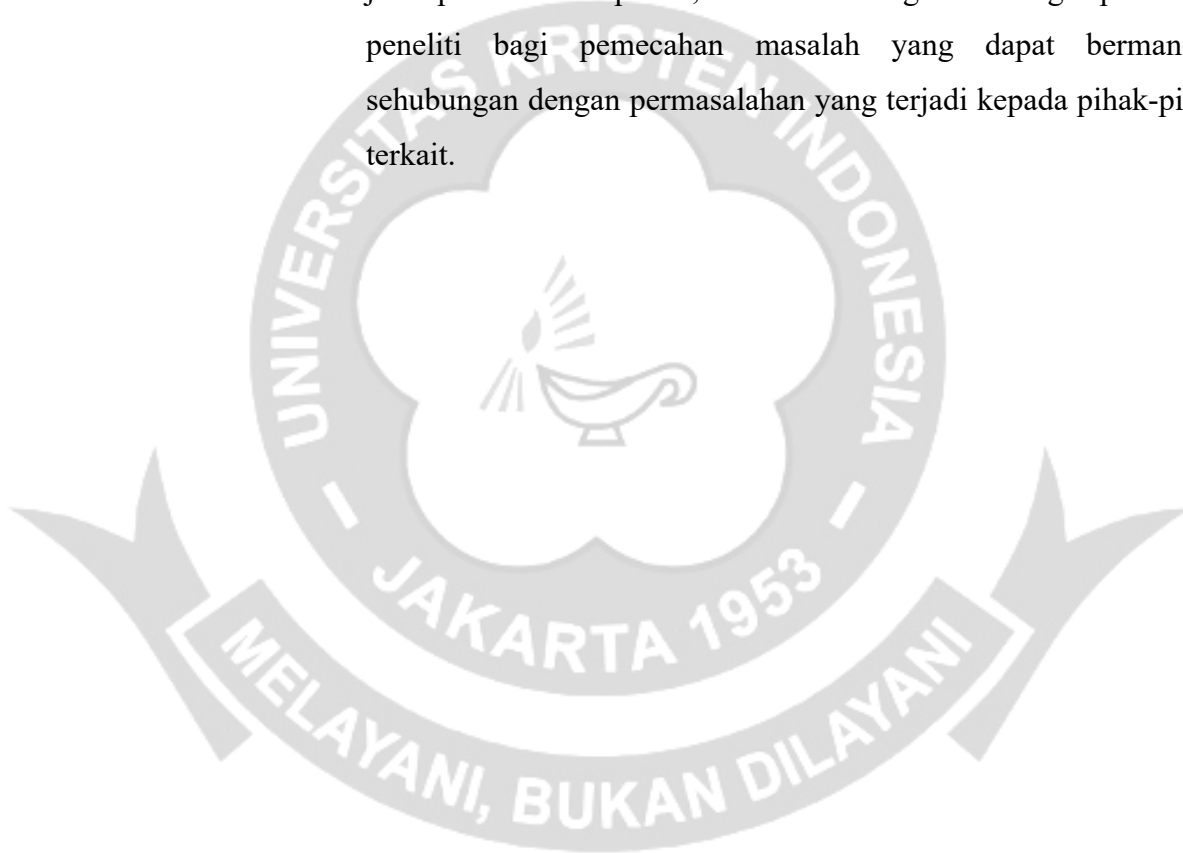 peneliti bagi pemecahan masalah yang dapat berman
sehubungan dengan permasalahan yang terjadi kepada pihak-pi
terkait.
UNIVERSITAS KRISTEN INDONESIA
JAKARTA 1953
MELAYANI, BUKAN DILAYANI